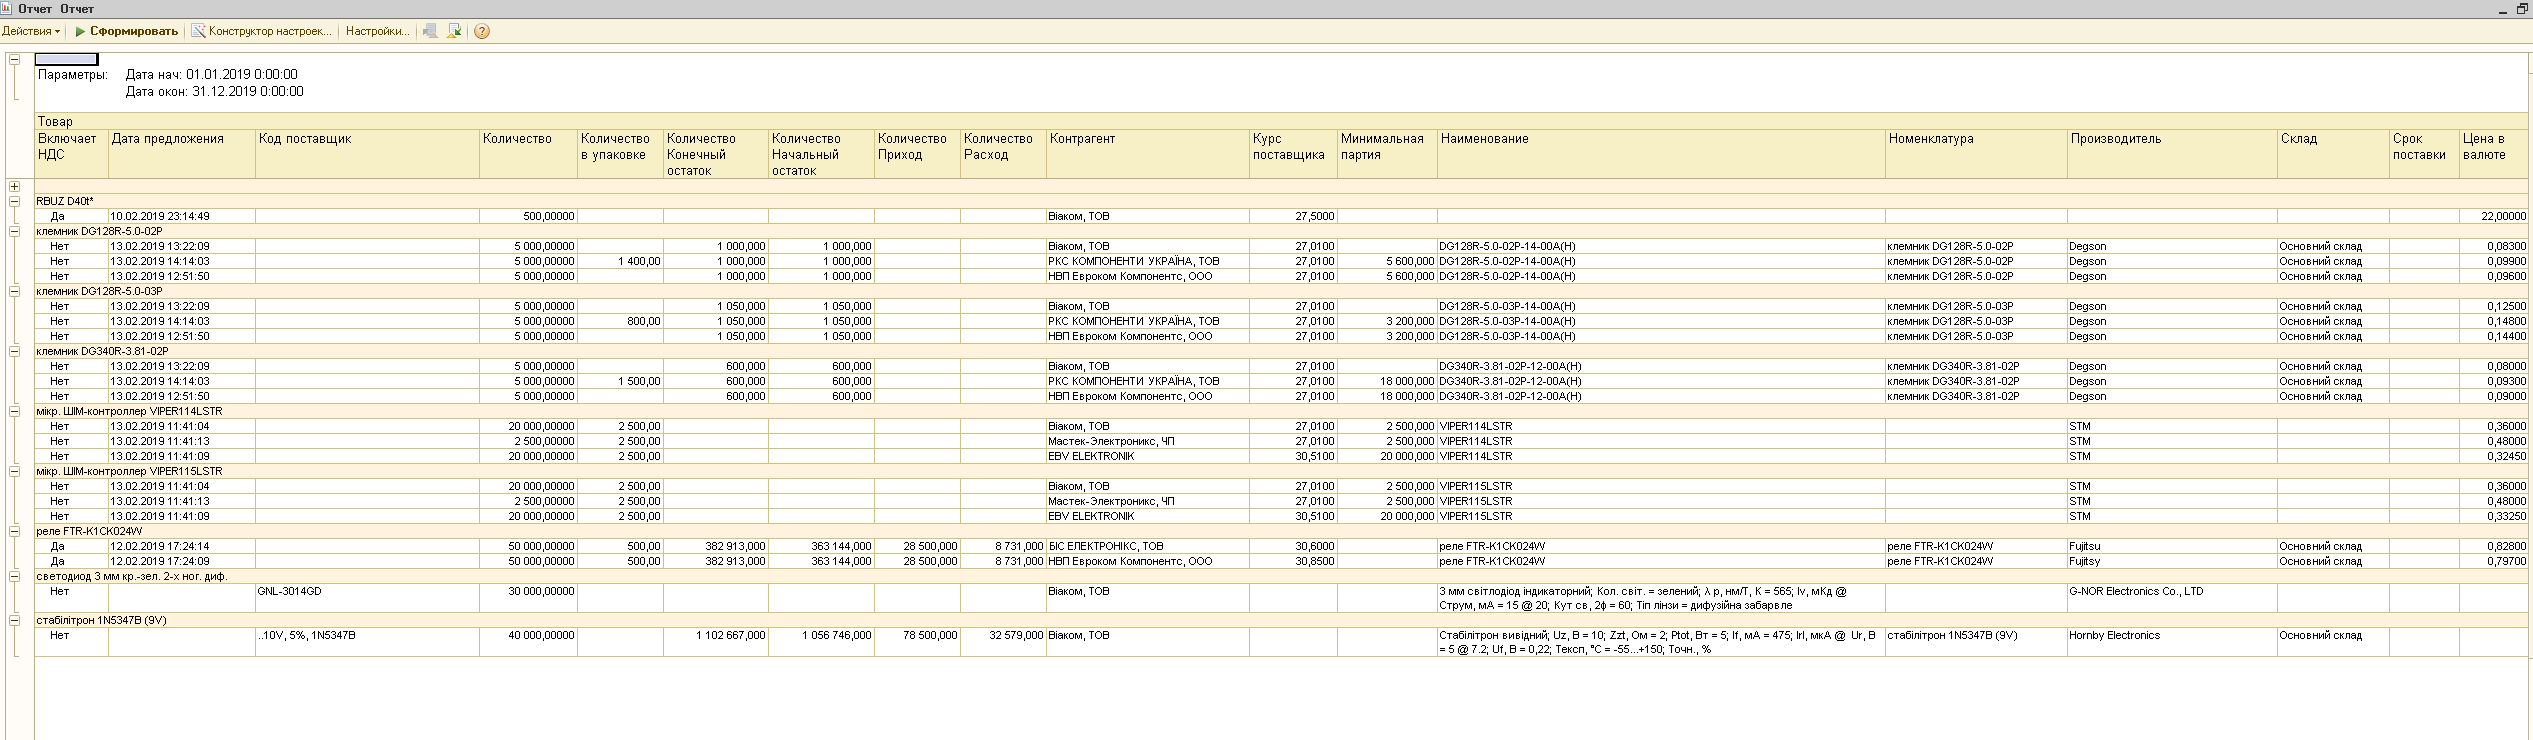 Отчет Отчет
Действия Сформировать Конструктор настроек... Настройки...
Параметры: Дата нач: 01.01.2019 0:00:00
Дата окон: 31.12.2019 0:00:00
Товар
Включает НДС Дата предложения Код поставщик Количество Количество в упаковке Количество Конечный остаток Количество Начальный остаток Количество Приход Количество Расход Контрагент Курс поставщика Минимальная партия Наименование Номенклатура Производитель Склад Срок поставки Цена в валюте
RBUZ D40t*
Да 10.02.2019 23:14:49 500,00000 Віаком, ТОВ 27,5000 22,00000
клемник DG128R-5.0-02P
Нет 13.02.2019 13:22:09 5 000,00000 1 000,000 1 000,000 Віаком, ТОВ 27,0100 DG128R-5.0-02P-14-00A(H) клемник DG128R-5.0-02P Degson Основний склад 0,08300
Нет 13.02.2019 14:14:03 5 000,00000 1 400,00 1 000,000 1 000,000 РКС КОМПОНЕНТИ УКРАЇНА, ТОВ 27,0100 5 600,000 DG128R-5.0-02P-14-00A(H) клемник DG128R-5.0-02P Degson Основний склад 0,09900
Нет 13.02.2019 12:51:50 5 000,00000 1 000,000 1 000,000 НВП Евроком Компонентс, ООО 27,0100 5 600,000 DG128R-5.0-02P-14-00A(H) клемник DG128R-5.0-02P Degson Основний склад 0,09600
клемник DG128R-5.0-03P
Нет 13.02.2019 13:22:09 5 000,00000 1 050,000 1 050,000 Віаком, ТОВ 27,0100 DG128R-5.0-03P-14-00A(H) клемник DG128R-5.0-03P Degson Основний склад 0,12500
Нет 13.02.2019 14:14:03 5 000,00000 800,00 1 050,000 1 050,000 РКС КОМПОНЕНТИ УКРАЇНА, ТОВ 27,0100 3 200,000 DG128R-5.0-03P-14-00A(H) клемник DG128R-5.0-03P Degson Основний склад 0,14800
Нет 13.02.2019 12:51:50 5 000,00000 1 050,000 1 050,000 НВП Евроком Компонентс, ООО 27,0100 3 200,000 DG128R-5.0-03P-14-00A(H) клемник DG128R-5.0-03P Degson Основний склад 0,14400
клемник DG340R-3.81-02P
Нет 13.02.2019 13:22:09 5 000,00000 600,000 600,000 Віаком, ТОВ 27,0100 DG340R-3.81-02P-12-00A(H) клемник DG340R-3.81-02P Degson Основний склад 0,08000
Нет 13.02.2019 14:14:03 5 000,00000 1 500,00 600,000 600,000 РКС КОМПОНЕНТИ УКРАЇНА, ТОВ 27,0100 18 000,000 DG340R-3.81-02P-12-00A(H) клемник DG340R-3.81-02P Degson Основний склад 0,09300
Нет 13.02.2019 12:51:50 5 000,00000 600,000 600,000 НВП Евроком Компонентс, ООО 27,0100 18 000,000 DG340R-3.81-02P-12-00A(H) клемник DG340R-3.81-02P Degson Основний склад 0,09000
мікр. ШІМ-контроллер VIPER114LSTR
Нет 13.02.2019 11:41:04 20 000,00000 2 500,00 Віаком, ТОВ 27,0100 2 500,000 VIPER114LSTR STM 0,36000
Нет 13.02.2019 11:41:13 2 500,00000 2 500,00 Мастек-Электроникс, ЧП 27,0100 2 500,000 VIPER114LSTR STM 0,48000
Нет 13.02.2019 11:41:09 20 000,00000 2 500,00 EBV ELEKTRONIK 30,5100 20 000,000 VIPER114LSTR STM 0,32450
мікр. ШІМ-контроллер VIPER115LSTR
Нет 13.02.2019 11:41:04 20 000,00000 2 500,00 Віаком, ТОВ 27,0100 2 500,000 VIPER115LSTR STM 0,36000
Нет 13.02.2019 11:41:13 2 500,00000 2 500,00 Мастек-Электроникс, ЧП 27,0100 2 500,000 VIPER115LSTR STM 0,48000
Нет 13.02.2019 11:41:09 20 000,00000 2 500,00 EBV ELEKTRONIK 30,5100 20 000,000 VIPER115LSTR STM 0,33250
реле FTR-K1CK024W
Да 12.02.2019 17:24:14 50 000,00000 500,00 382 913,000 363 144,000 28 500,000 8 731,000 БІС ЕЛЕКТРОНІКС, ТОВ 30,6000 реле FTR-K1CK024W реле FTR-K1CK024W Fujitsu Основний склад 0,82800
Да 12.02.2019 17:24:09 50 000,00000 500,00 382 913,000 363 144,000 28 500,000 8 731,000 НВП Евроком Компонентс, ООО 30,8500 реле FTR-K1CK024W реле FTR-K1CK024W Fujitsy Основний склад 0,79700
светодиод 3 мм кр.-зел. 2-х ног. диф.
Нет GNL-3014GD 30 000,00000 Віаком, ТОВ 3 мм світлодіод індикаторний; Кол. світ. = зелений; λ p, нм/Т, К = 565; Iv, мКд @ G-NOR Electronics Co., LTD
Струм, мА = 15 @ 20; Кут св, 2ϕ = 60; Тіп лінзи = дифузійна забарвле
стабілітрон 1N5347B (9V)
Нет ..10V, 5%, 1N5347B 40 000,00000 1 102 667,000 1 056 746,000 78 500,000 32 579,000 Віаком, ТОВ Стабілітрон вивідний; Uz, В = 10; Zzt, Ом = 2; Ptot, Вт = 5; If, мА = 475; Irl, мкА @ Ur, В стабілітрон 1N5347B (9V) Hornby Electronics Основний склад
= 5 @ 7.2; Uf, В = 0,22; Тексп, °C = -55...+150; Точн., %